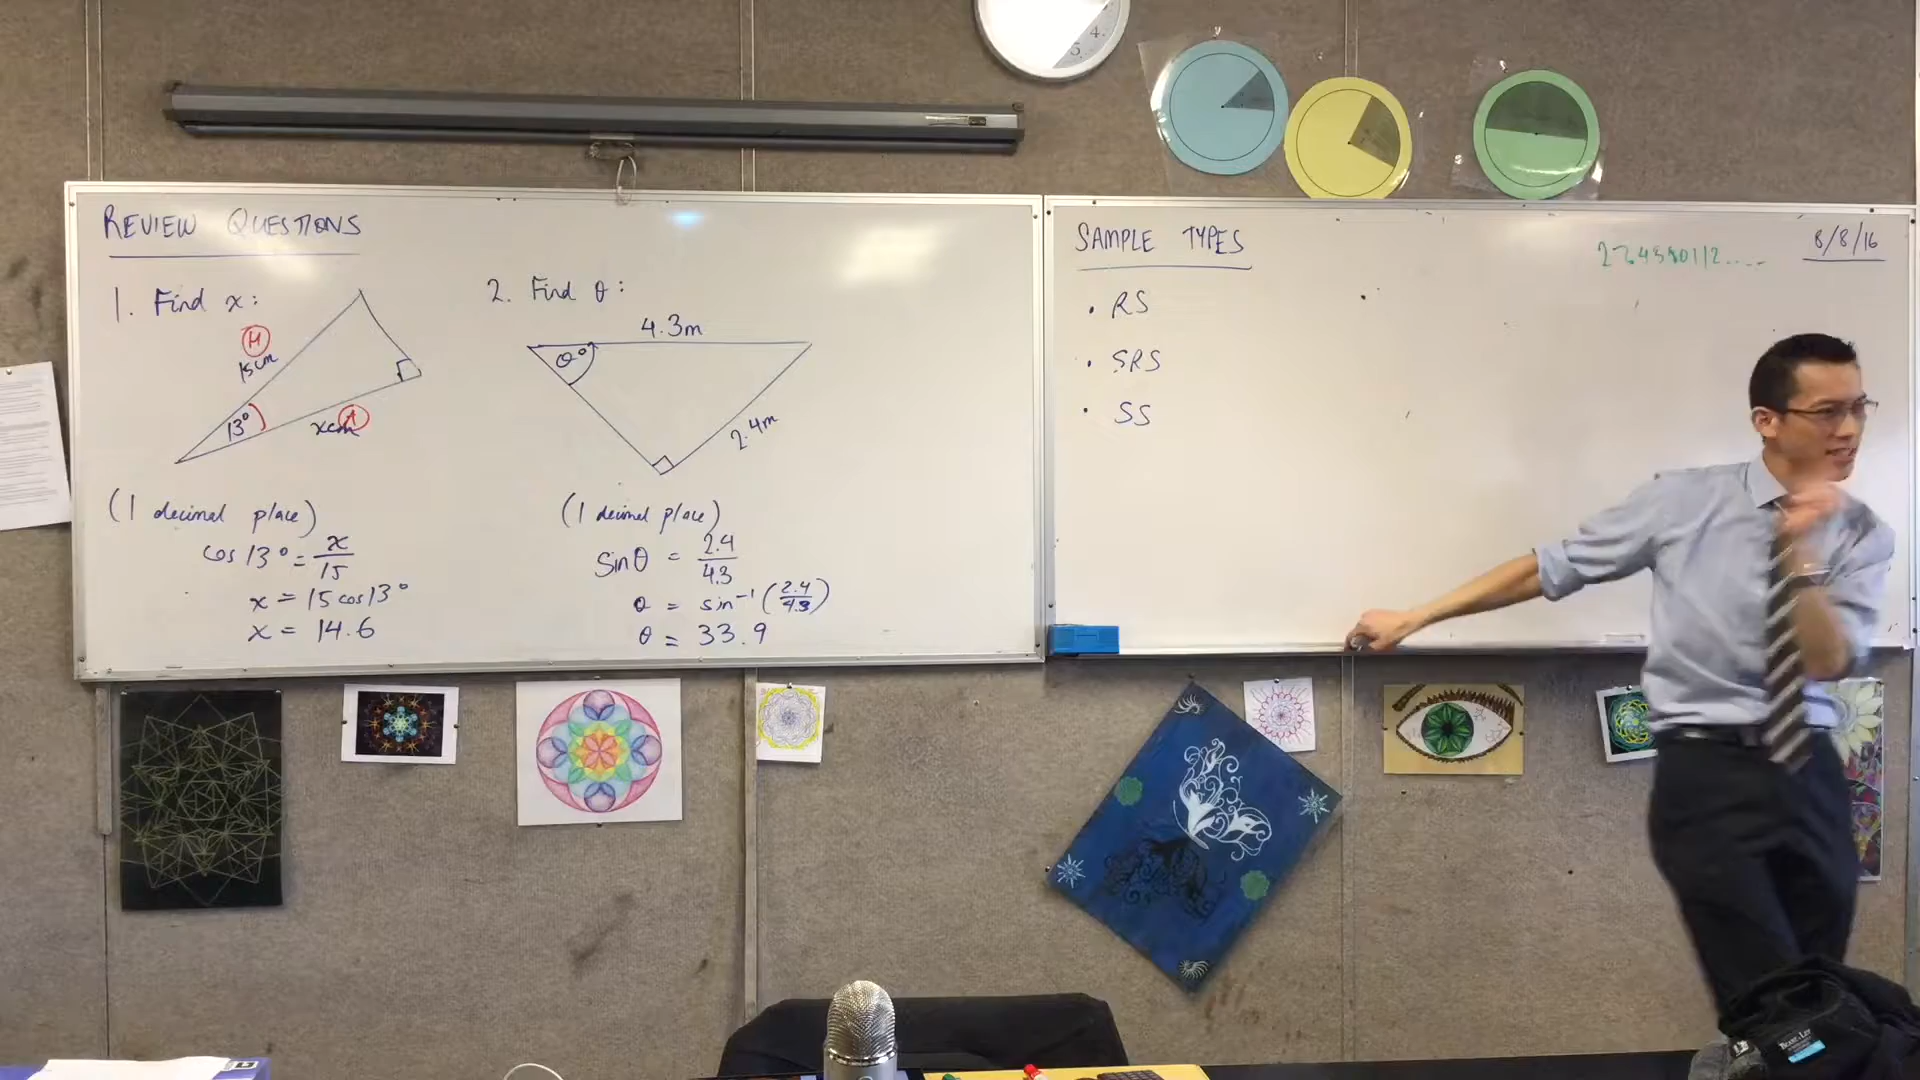 REVIEW QUESTIONS
1. Find x:
H
15cm
13°
xcm
A
(1 decimal place)
cos 13° = x/15
x = 15 cos 13°
x = 14.6
2. Find θ:
4.3m
θ°
2.4m
(1 decimal place)
sin θ = 2.4/4.3
θ = sin⁻¹ (2.4/4.3)
θ = 33.9
SAMPLE TYPES
8/8/16
• RS
• SRS
• SS
4.
5